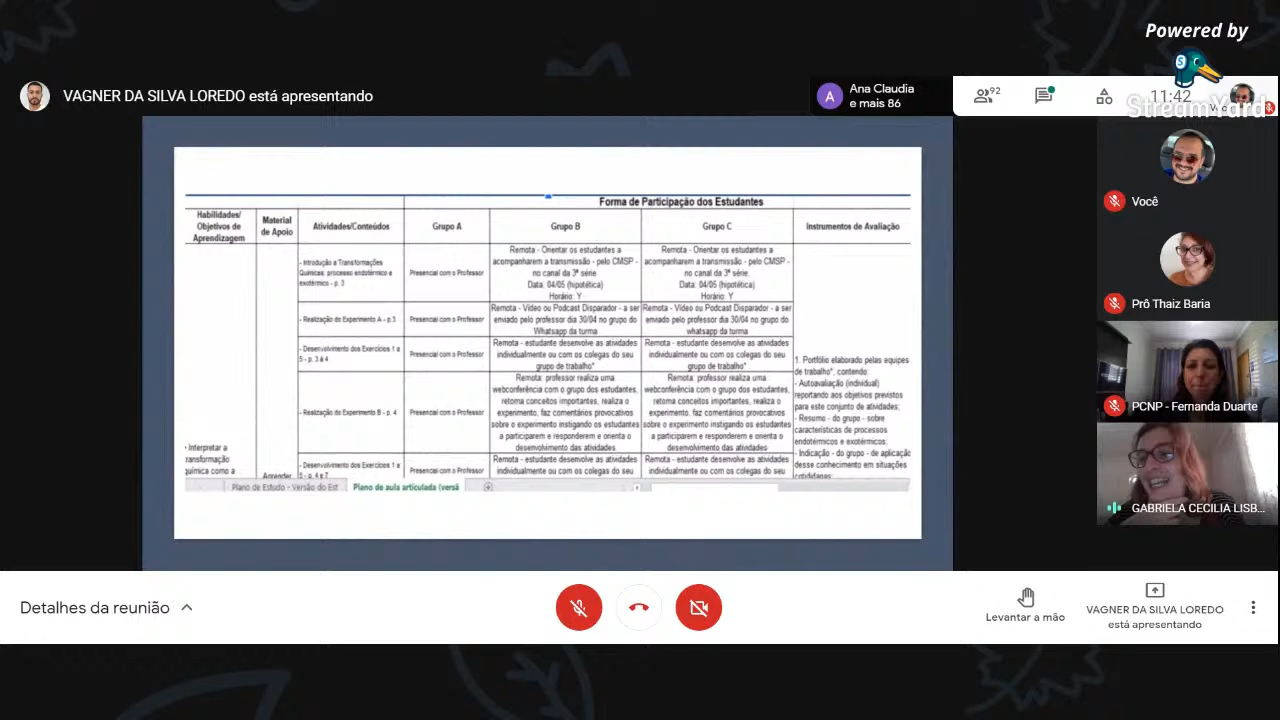 Powered by
StreamYard
VAGNER DA SILVA LOREDO está apresentando
A
Ana Claudia
e mais 86
92
11:42
Você
Prô Thaiz Baria
PCNP - Fernanda Duarte
GABRIELA CECILIA LISB...
Forma de Participação dos Estudantes
Habilidades/
Objetivos de
Aprendizagem
Material
de Apoio
Atividades/Conteúdos
Grupo A
Grupo B
Grupo C
Instrumentos de Avaliação
- Introdução a Transformações
Químicas: processo endotérmico e
exotérmico - p. 3
Presencial com o Professor
Remota - Orientar os estudantes a
acompanharem a transmissão - pelo CMSP -
no canal da 3ª série.
Data: 04/05 (hipotética)
Horário: Y
Remota - Orientar os estudantes a
acompanharem a transmissão - pelo CMSP -
no canal da 3ª série.
Data: 04/05 (hipotética)
Horário: Y
- Realização do Experimento A - p.3
Presencial com o Professor
Remota - Vídeo ou Podcast Disparador - a ser
enviado pelo professor dia 30/04 no grupo do
Whatsapp da turma
Remota - Vídeo ou Podcast Disparador - a ser
enviado pelo professor dia 30/04 no grupo do
whatsapp da turma
- Desenvolvimento dos Exercícios 1 a
5 - p. 3 a 4
Presencial com o Professor
Remota - estudante desenvolve as atividades
individualmente ou com os colegas do seu
grupo de trabalho*
Remota - estudante desenvolve as atividades
individualmente ou com os colegas do seu
grupo de trabalho*
- Realização do Experimento B - p. 4
Presencial com o Professor
Remota: professor realiza uma
webconferência com o grupo dos estudantes,
retoma conceitos importantes, realiza o
experimento, faz comentários provocativos
sobre o experimento instigando os estudantes
a participarem e responderem e orienta o
desenvolvimento das atividades.
Remota: professor realiza uma
webconferência com o grupo dos estudantes,
retoma conceitos importantes, realiza o
experimento, faz comentários provocativos
sobre o experimento instigando os estudantes
a participarem e responderem e orienta o
desenvolvimento das atividades
- Desenvolvimento dos Exercícios 1 a
5 - p. 4 e 7
Presencial com o Professor
Remota - estudante desenvolve as atividades
individualmente ou com os colegas do seu
Remota - estudante desenvolve as atividades
individualmente ou com os colegas do seu
1. Portfólio elaborado pelas equipes
de trabalho*, contendo:
- Autoavaliação (individual)
reportando aos objetivos previstos
para este conjunto de atividades;
- Resumo - do grupo - sobre
características de processos
endotérmicos e exotérmicos;
- Indicação - do grupo - de aplicação
desse conhecimento em situações
cotidianas;
- Interpretar a
transformação
química como a
Aprender
Plano de Estudo - Versão do Est
Plano de aula articulada (versã
Detalhes da reunião
Levantar a mão
VAGNER DA SILVA LOREDO
está apresentando